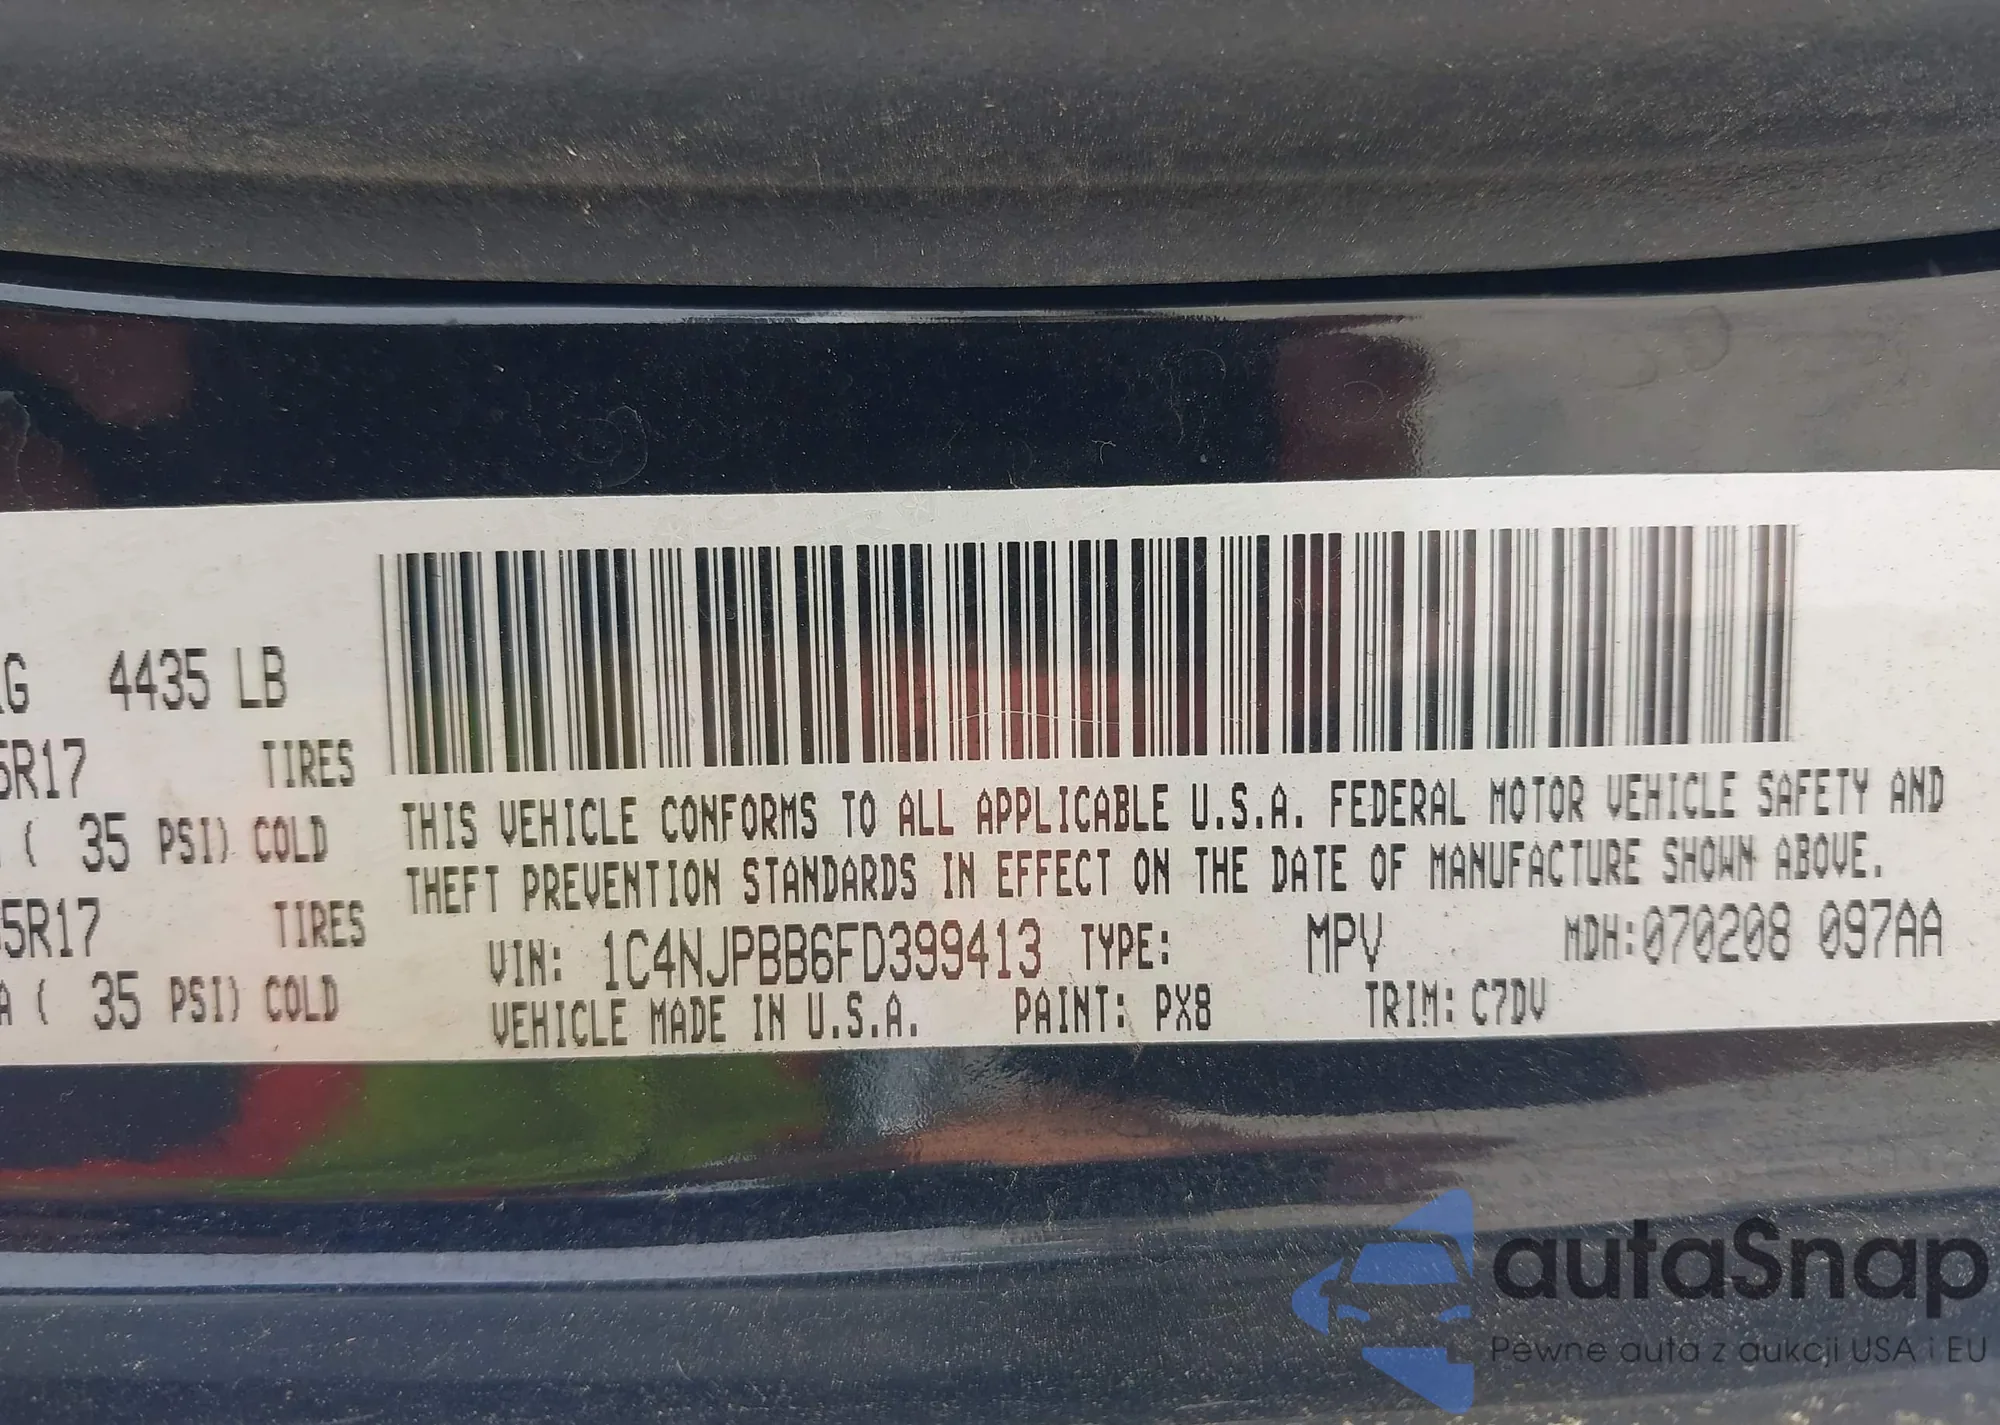 4435 LB
5R17 TIRES
( 35 PSI) COLD
5R17 TIRES
A ( 35 PSI) COLD
THIS VEHICLE CONFORMS TO ALL APPLICABLE U.S.A. FEDERAL MOTOR VEHICLE SAFETY AND
THEFT PREVENTION STANDARDS IN EFFECT ON THE DATE OF MANUFACTURE SHOWN ABOVE.
VIN: 1C4NJPBB6FD399413 TYPE: MPV MDH:070208 097AA
VEHICLE MADE IN U.S.A. PAINT: PX8 TRIM: C7DV
autaSnap
Pewne auta z aukcji USA i EU